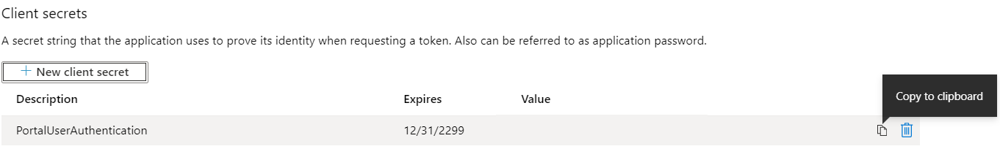 Client secrets
A secret string that the application uses to prove its identity when requesting a token. Also can be referred to as application password.
+ New client secret
Description Expires Value
Copy to clipboard
PortalUserAuthentication 12/31/2299